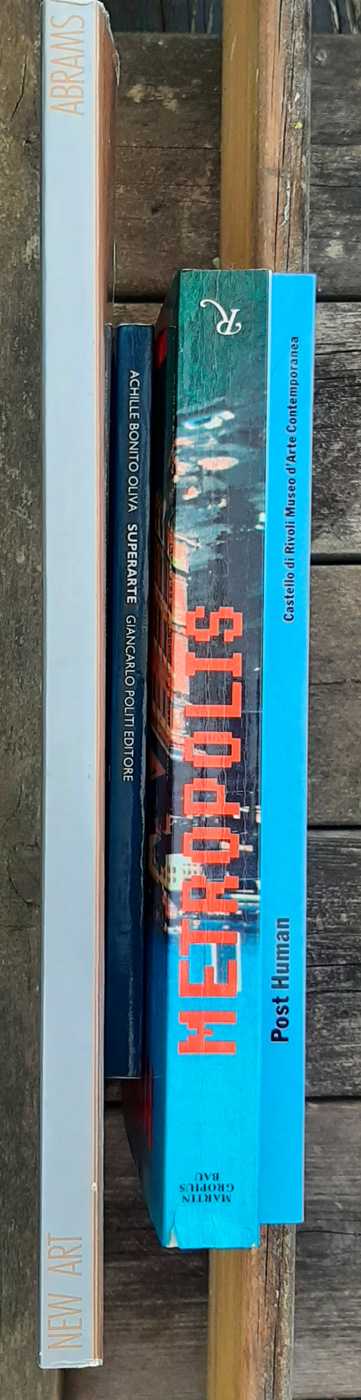 NEW ART
ABRAMS
ACHILLE BONITO OLIVA SUPERARTE GIANCARLO POLITI EDITORE
R
METROPOLIS
MARTIN
GROPIUS
BAU
Post Human
Castello di Rivoli Museo d'Arte Contemporanea